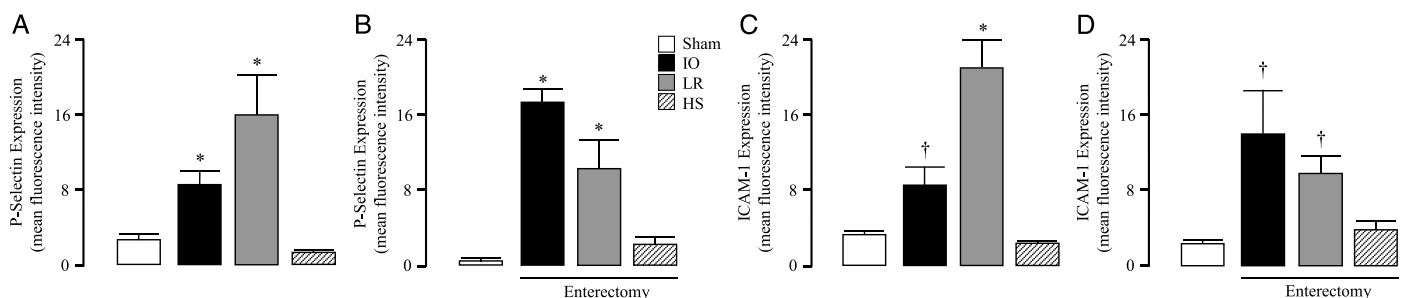 A
P-Selectin Expression
(mean fluorescence intensity)
24
16
8
0
*
*
B
P-Selectin Expression
(mean fluorescence intensity)
24
16
8
0
*
*
Enterectomy
Sham
IO
LR
HS
C
ICAM-1 Expression
(mean fluorescence intensity)
24
16
8
0
†
*
D
ICAM-1 Expression
(mean fluorescence intensity)
24
16
8
0
†
†
Enterectomy